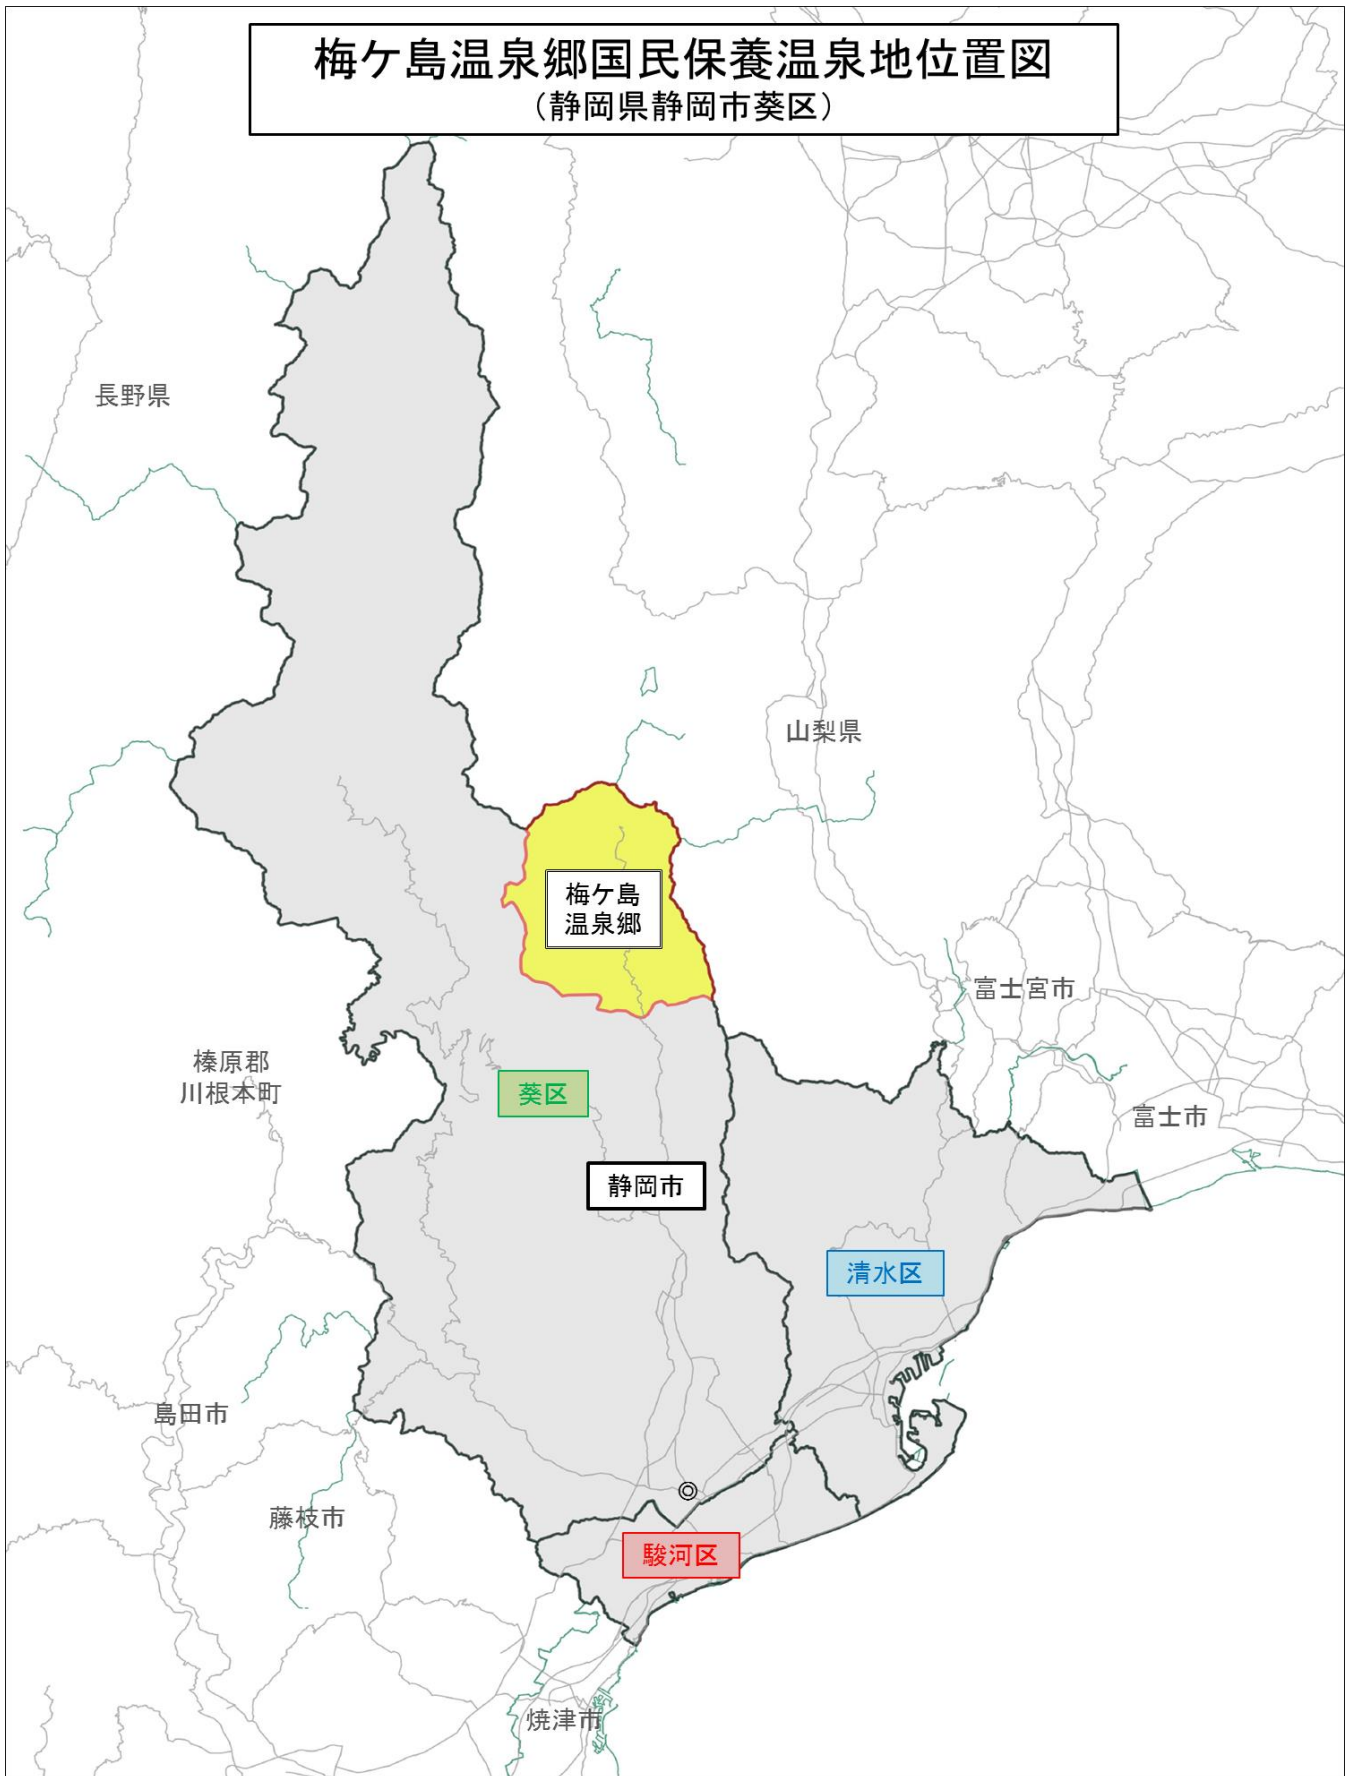 梅ケ島温泉郷国民保養温泉地位置図
（静岡県静岡市葵区）
長野県
山梨県
梅ケ島
温泉郷
富士宮市
榛原郡
川根本町
葵区
富士市
静岡市
清水区
島田市
藤枝市
駿河区
焼津市